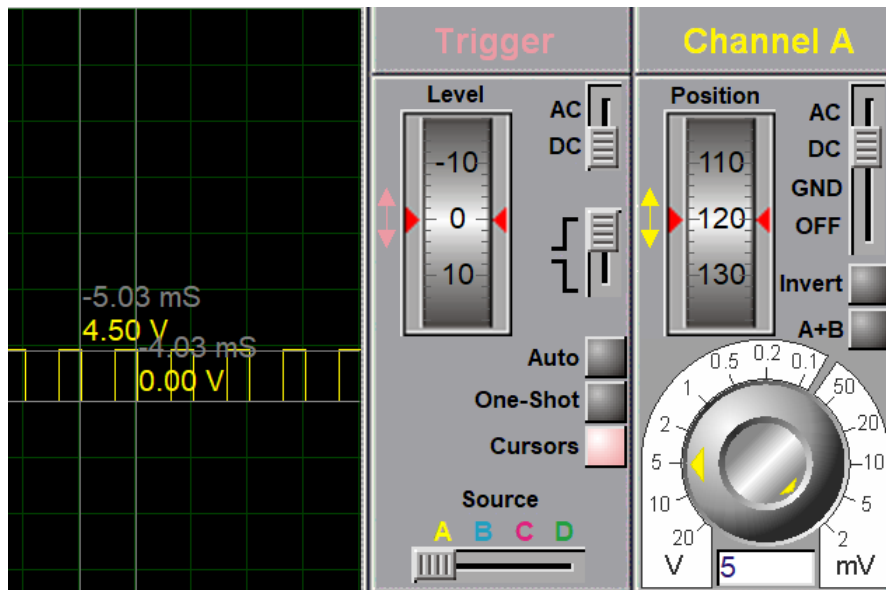 -5.03 mS
4.50 V
-4.03 mS
0.00 V
Trigger
Level
AC
DC
-10
0
10
Auto
One-Shot
Cursors
Source
A B C D
Channel A
Position
AC
DC
GND
OFF
110
120
130
Invert
A+B
0.5 0.2 0.1
1 50
2 20
5 10
10 5
20 2
V 5 mV